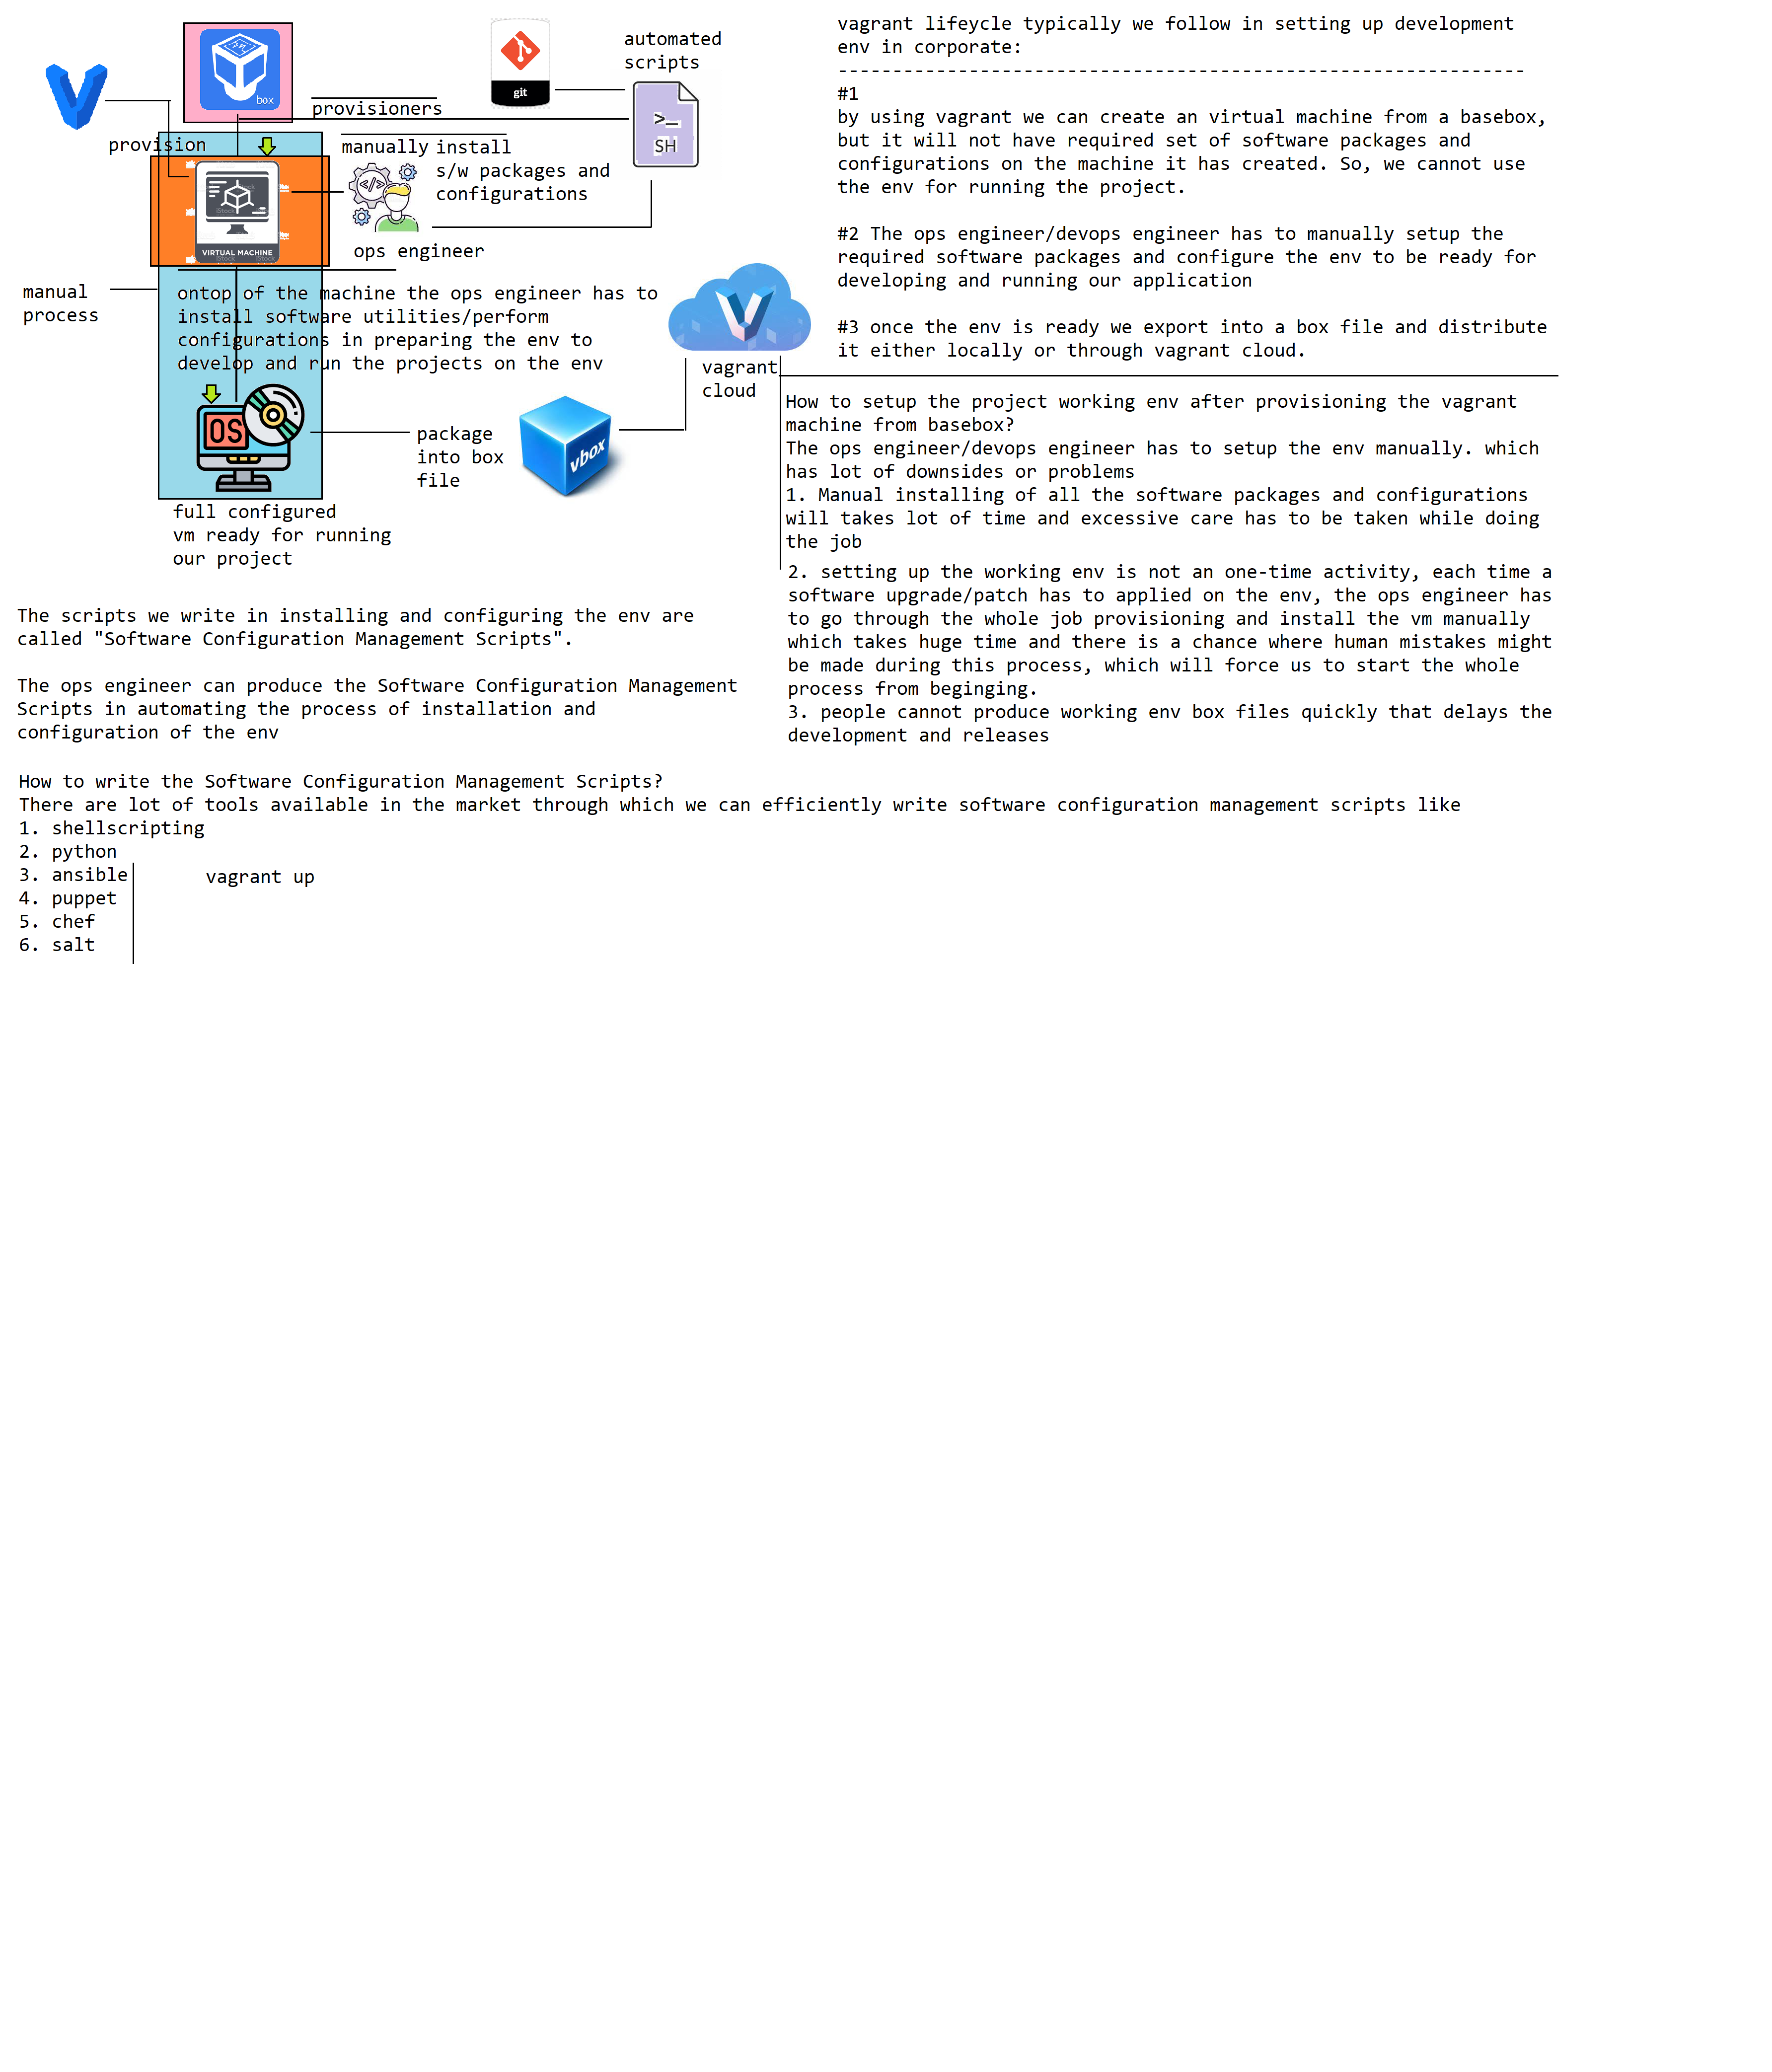 box
git
automated
scripts
provisioners
provision
manually
install
s/w packages and
configurations
>_
SH
iStock
VIRTUAL MACHINE
ops engineer
manual
process
ontop of the machine the ops engineer has to
install software utilities/perform
configurations in preparing the env to
develop and run the projects on the env
vagrant
cloud
OS
package
into box
file
vbox
full configured
vm ready for running
our project
The scripts we write in installing and configuring the env are
called "Software Configuration Management Scripts".
The ops engineer can produce the Software Configuration Management
Scripts in automating the process of installation and
configuration of the env
vagrant lifeycle typically we follow in setting up development
env in corporate:
---------------------------------------------------------------
#1
by using vagrant we can create an virtual machine from a basebox,
but it will not have required set of software packages and
configurations on the machine it has created. So, we cannot use
the env for running the project.
#2 The ops engineer/devops engineer has to manually setup the
required software packages and configure the env to be ready for
developing and running our application
#3 once the env is ready we export into a box file and distribute
it either locally or through vagrant cloud.
How to setup the project working env after provisioning the vagrant
machine from basebox?
The ops engineer/devops engineer has to setup the env manually. which
has lot of downsides or problems
1. Manual installing of all the software packages and configurations
will takes lot of time and excessive care has to be taken while doing
the job
2. setting up the working env is not an one-time activity, each time a
software upgrade/patch has to applied on the env, the ops engineer has
to go through the whole job provisioning and install the vm manually
which takes huge time and there is a chance where human mistakes might
be made during this process, which will force us to start the whole
process from beginging.
3. people cannot produce working env box files quickly that delays the
development and releases
How to write the Software Configuration Management Scripts?
There are lot of tools available in the market through which we can efficiently write software configuration management scripts like
1. shellscripting
2. python
3. ansible
4. puppet
5. chef
6. salt
vagrant up